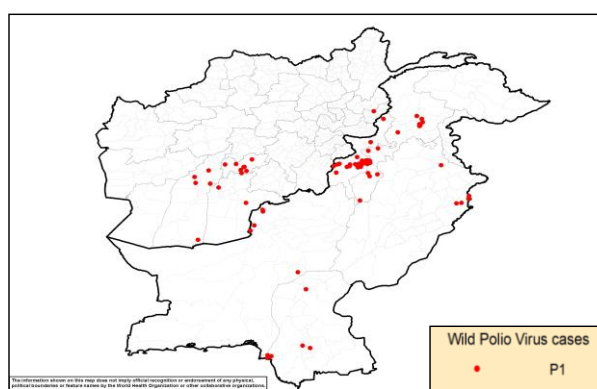 Wild Polio Virus cases
P1
The information shown on this map does not imply official recognition or endorsement of any physical,
political boundaries or feature names by the World Health Organization or other collaborative organizations.